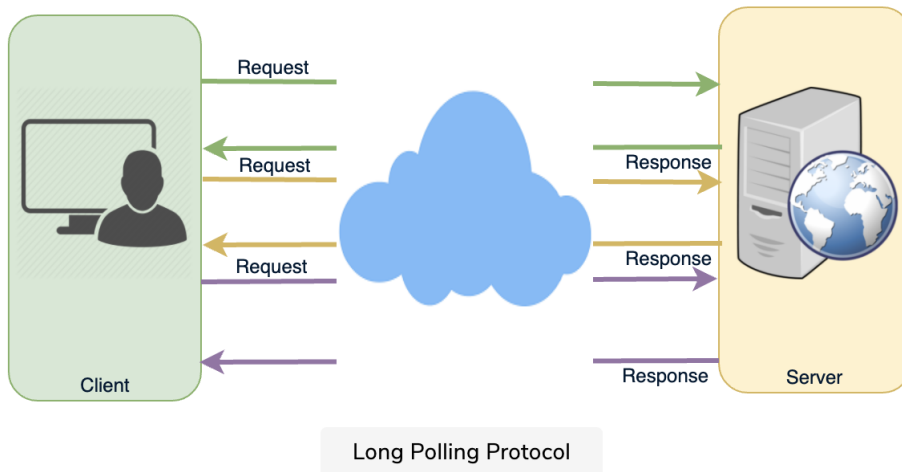 Request
Request
Response
Request
Response
Response
Client
Server
Long Polling Protocol